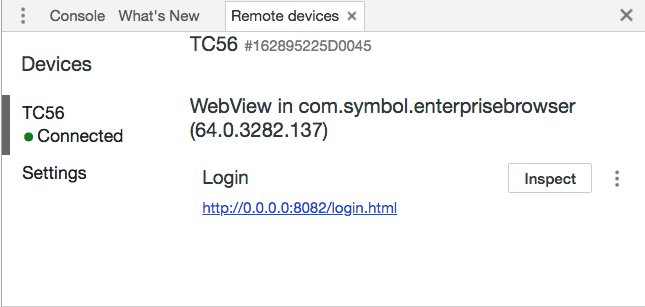 Console What's New Remote devices
Devices
TC56
Connected
Settings
TC56 #162895225D0045
WebView in com.symbol.enterprisebrowser
(64.0.3282.137)
Login
Inspect
http://0.0.0.0:8082/login.html